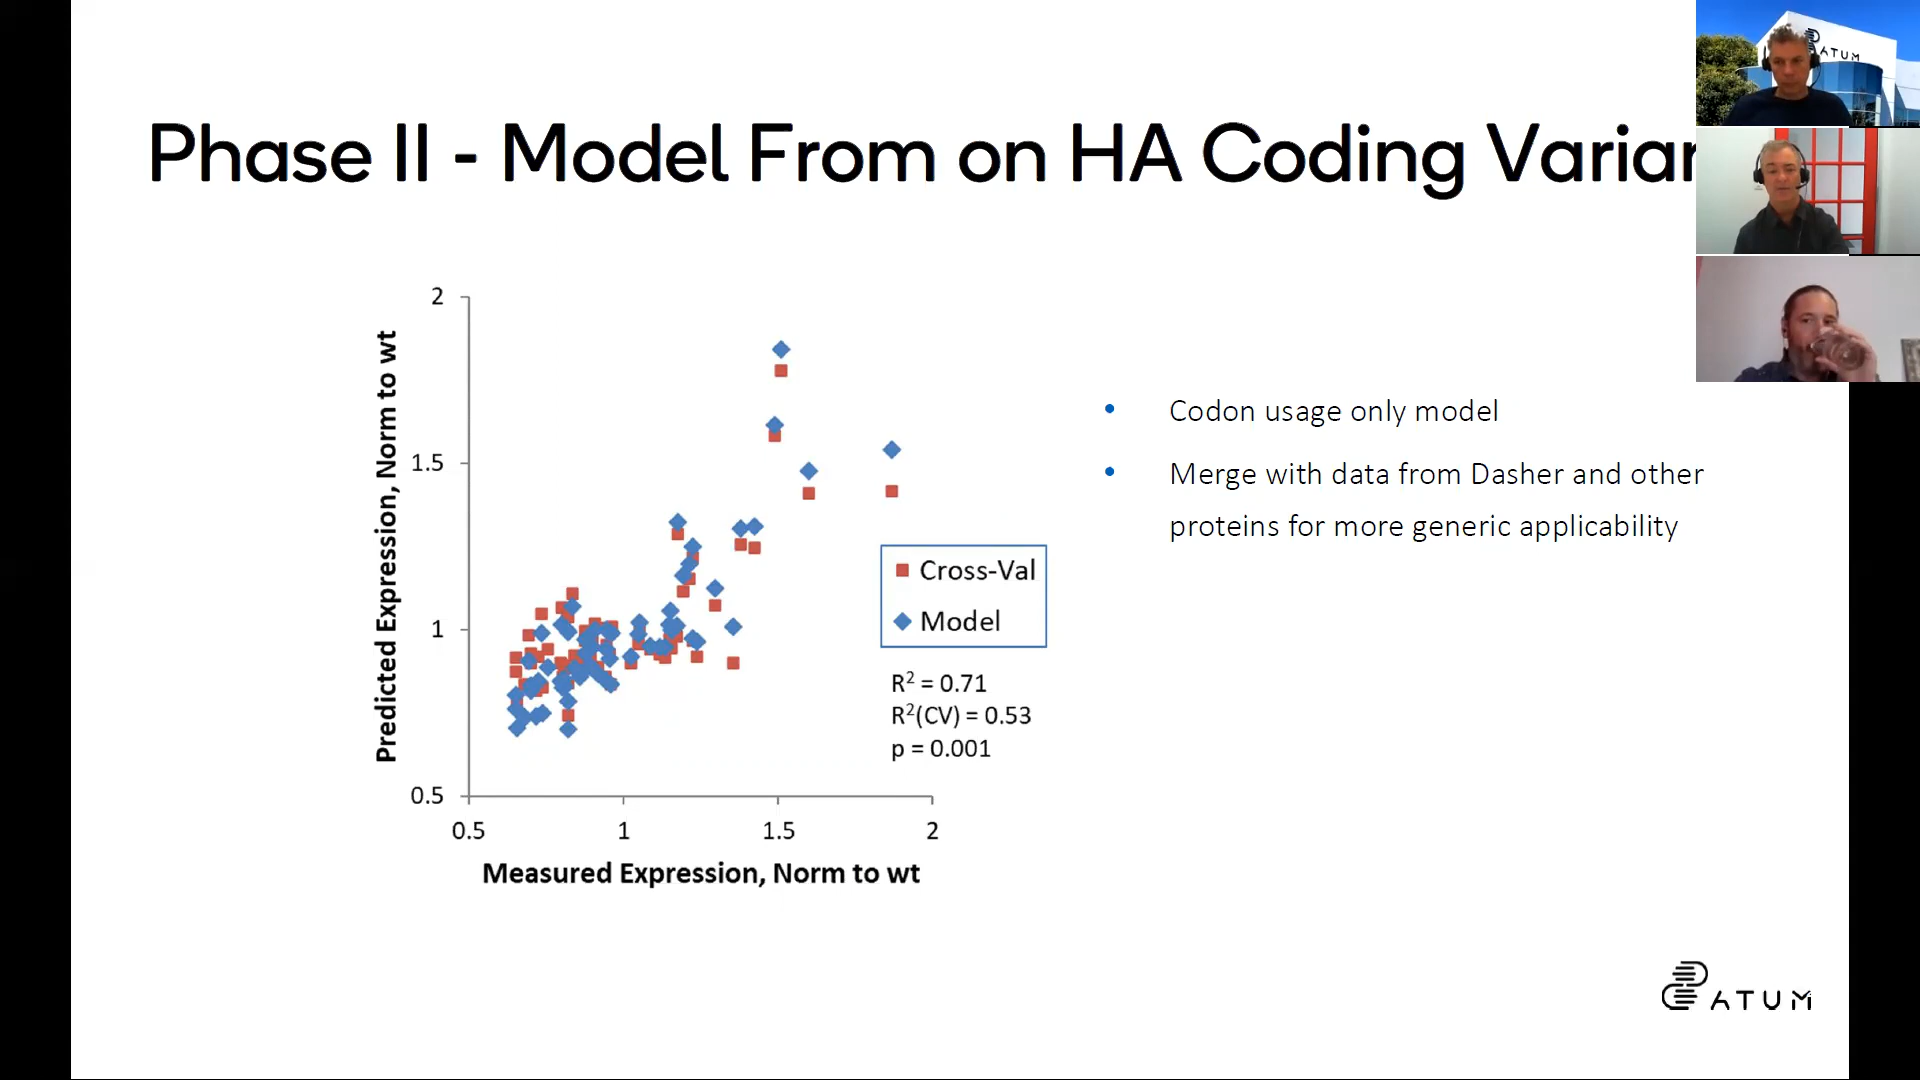 Phase II - Model From on HA Coding Varian
ATUM
2
1.5
1
0.5
Predicted Expression, Norm to wt
0.5 1 1.5 2
Measured Expression, Norm to wt
Cross-Val
Model
R² = 0.71
R²(CV) = 0.53
p = 0.001
• Codon usage only model
• Merge with data from Dasher and other
proteins for more generic applicability
ATUM